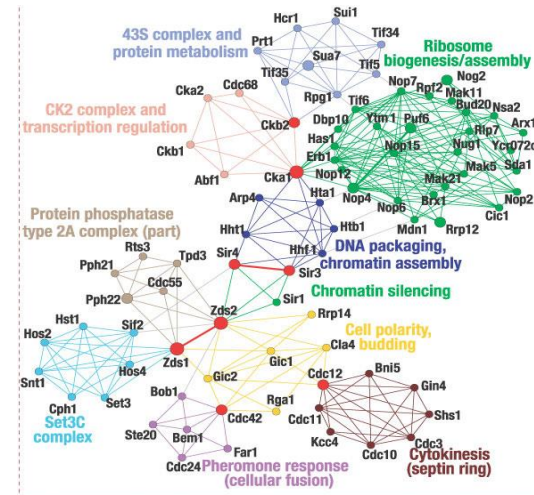 43S complex and
protein metabolism
Hcr1
Sui1
Prt1
Tif34
Sua7
Tif35
Tif5
Rpg1
Ribosome
biogenesis/assembly
Nop7
Nog2
Rpf2
Mak11
Tif6
Bud20
Nsa2
Dbp10
Ytm1
Puf6
Rlp7
Arx1
Has1
Nop15
Nug1
Ycr072c
Erb1
Mak5
Sda1
Nop12
Mak21
Nop4
Brx1
Nop2
Nop6
Cic1
Mdn1
Rrp12
Cka2
Cdc68
CK2 complex and
transcription regulation
Ckb2
Ckb1
Abf1
Cka1
Arp4
Hta1
Hht1
Htb1
Hhf1
DNA packaging,
chromatin assembly
Sir4
Sir3
Chromatin silencing
Sir1
Protein phosphatase
type 2A complex (part)
Rts3
Tpd3
Pph21
Cdc55
Pph22
Zds2
Rrp14
Cell polarity,
budding
Cla4
Gic1
Gic2
Rga1
Hst1
Sif2
Hos2
Zds1
Snt1
Hos4
Cph1
Set3
Set3C
complex
Bob1
Cdc42
Ste20
Bem1
Cdc24
Far1
Pheromone response
(cellular fusion)
Cdc12
Bni5
Gin4
Cdc11
Shs1
Kcc4
Cdc3
Cdc10
Cytokinesis
(septin ring)